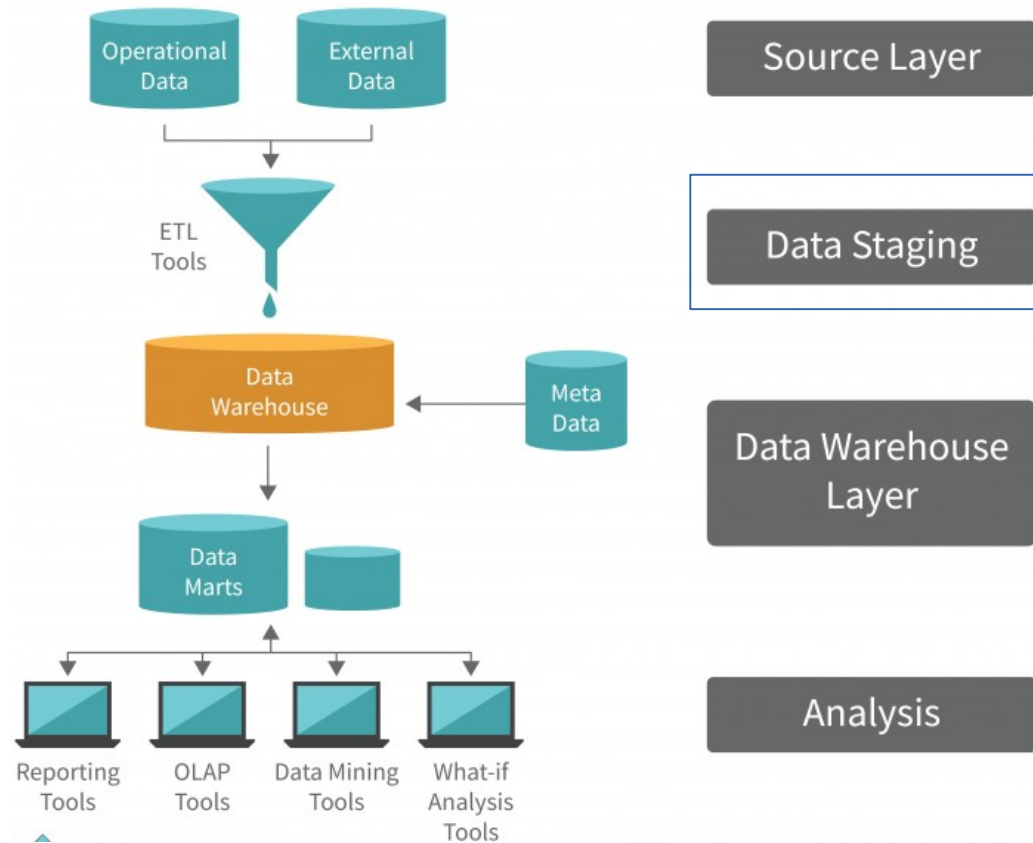 Operational
Data
External
Data
Source Layer
ETL
Tools
Data Staging
Data
Warehouse
Meta
Data
Data Warehouse
Layer
Data
Marts
Analysis
Reporting
Tools
OLAP
Tools
Data Mining
Tools
What-if
Analysis
Tools